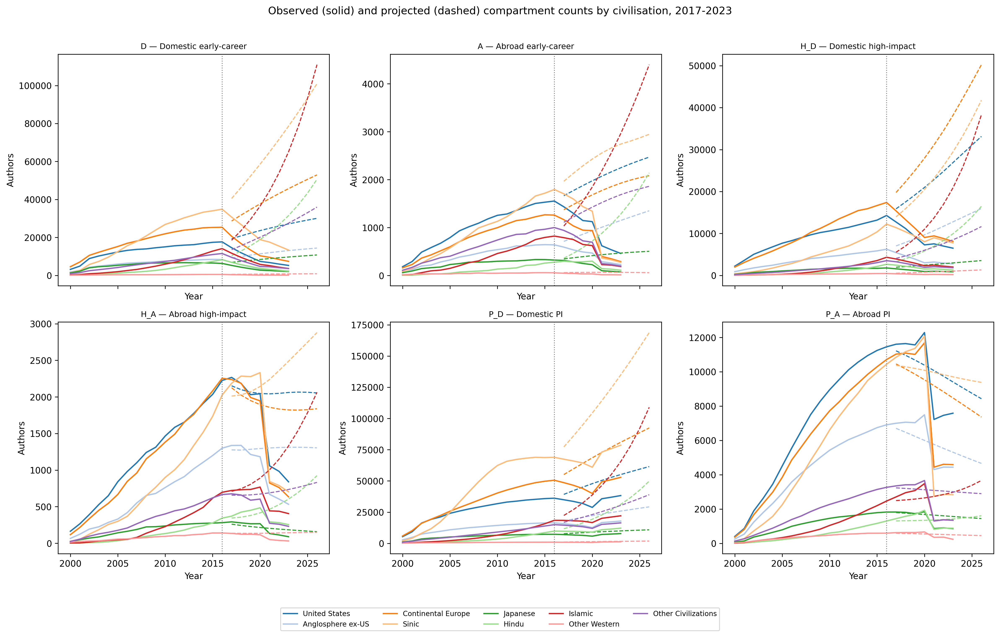 Observed (solid) and projected (dashed) compartment counts by civilisation, 2017-2023
D — Domestic early-career
A — Abroad early-career
H_D — Domestic high-impact
100000
80000
60000
40000
20000
0
Authors
Year
4000
3000
2000
1000
0
Authors
Year
50000
40000
30000
20000
10000
0
Authors
Year
H_A — Abroad high-impact
P_D — Domestic PI
P_A — Abroad PI
3000
2500
2000
1500
1000
500
0
Authors
2000 2005 2010 2015 2020 2025
Year
175000
150000
125000
100000
75000
50000
25000
0
Authors
2000 2005 2010 2015 2020 2025
Year
12000
10000
8000
6000
4000
2000
0
Authors
2000 2005 2010 2015 2020 2025
Year
United States Continental Europe Japanese Islamic Other Civilizations
Anglosphere ex-US Sinic Hindu Other Western